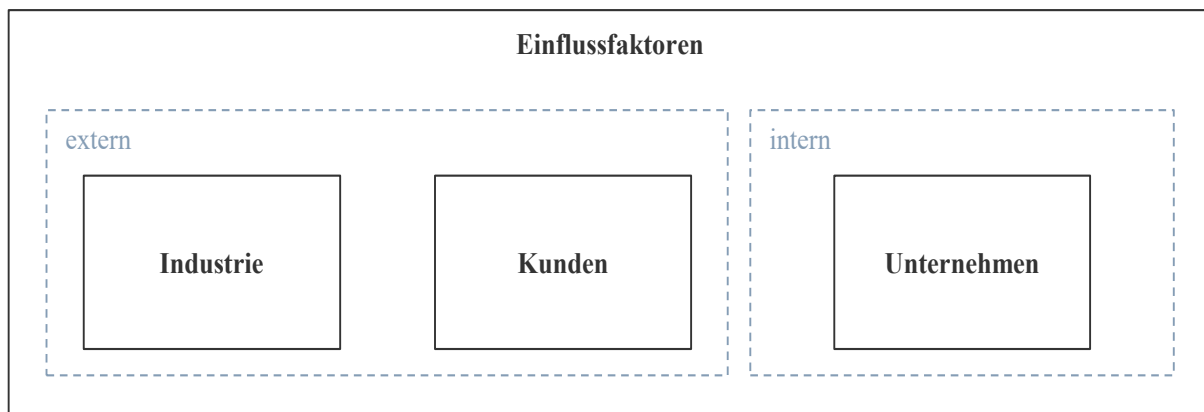 Einflussfaktoren
extern
intern
Industrie
Kunden
Unternehmen